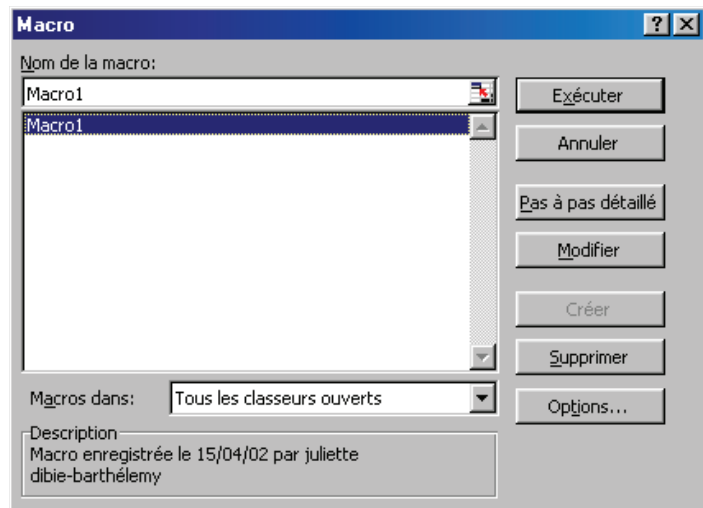 Macro
Nom de la macro:
Macro1
Macro1
Exécuter
Annuler
Pas à pas détaillé
Modifier
Créer
Supprimer
Options...
Macros dans:
Tous les classeurs ouverts
Description
Macro enregistrée le 15/04/02 par juliette
dibie-barthélemy